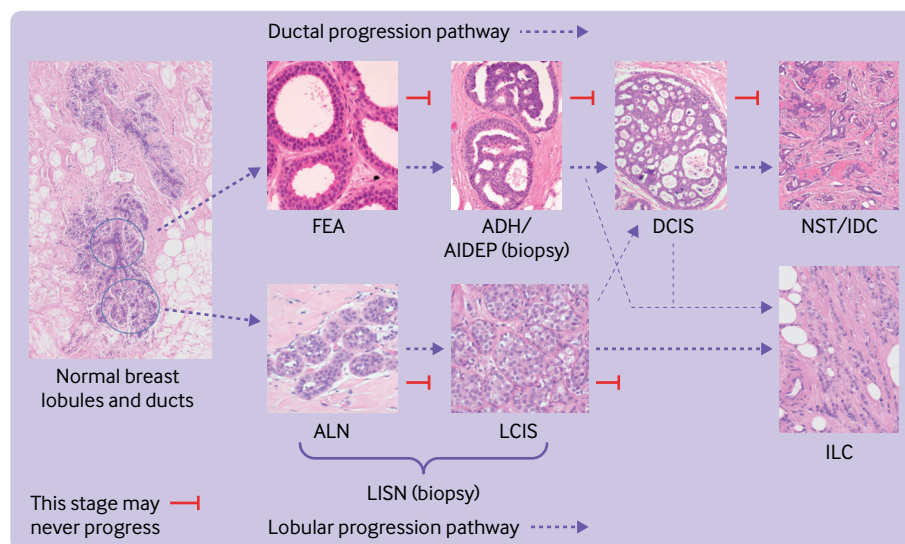 Ductal progression pathway
FEA
ADH/
AIDEP (biopsy)
DCIS
NST/IDC
Normal breast
lobules and ducts
ALN
LCIS
ILC
LISN (biopsy)
This stage may
never progress
Lobular progression pathway